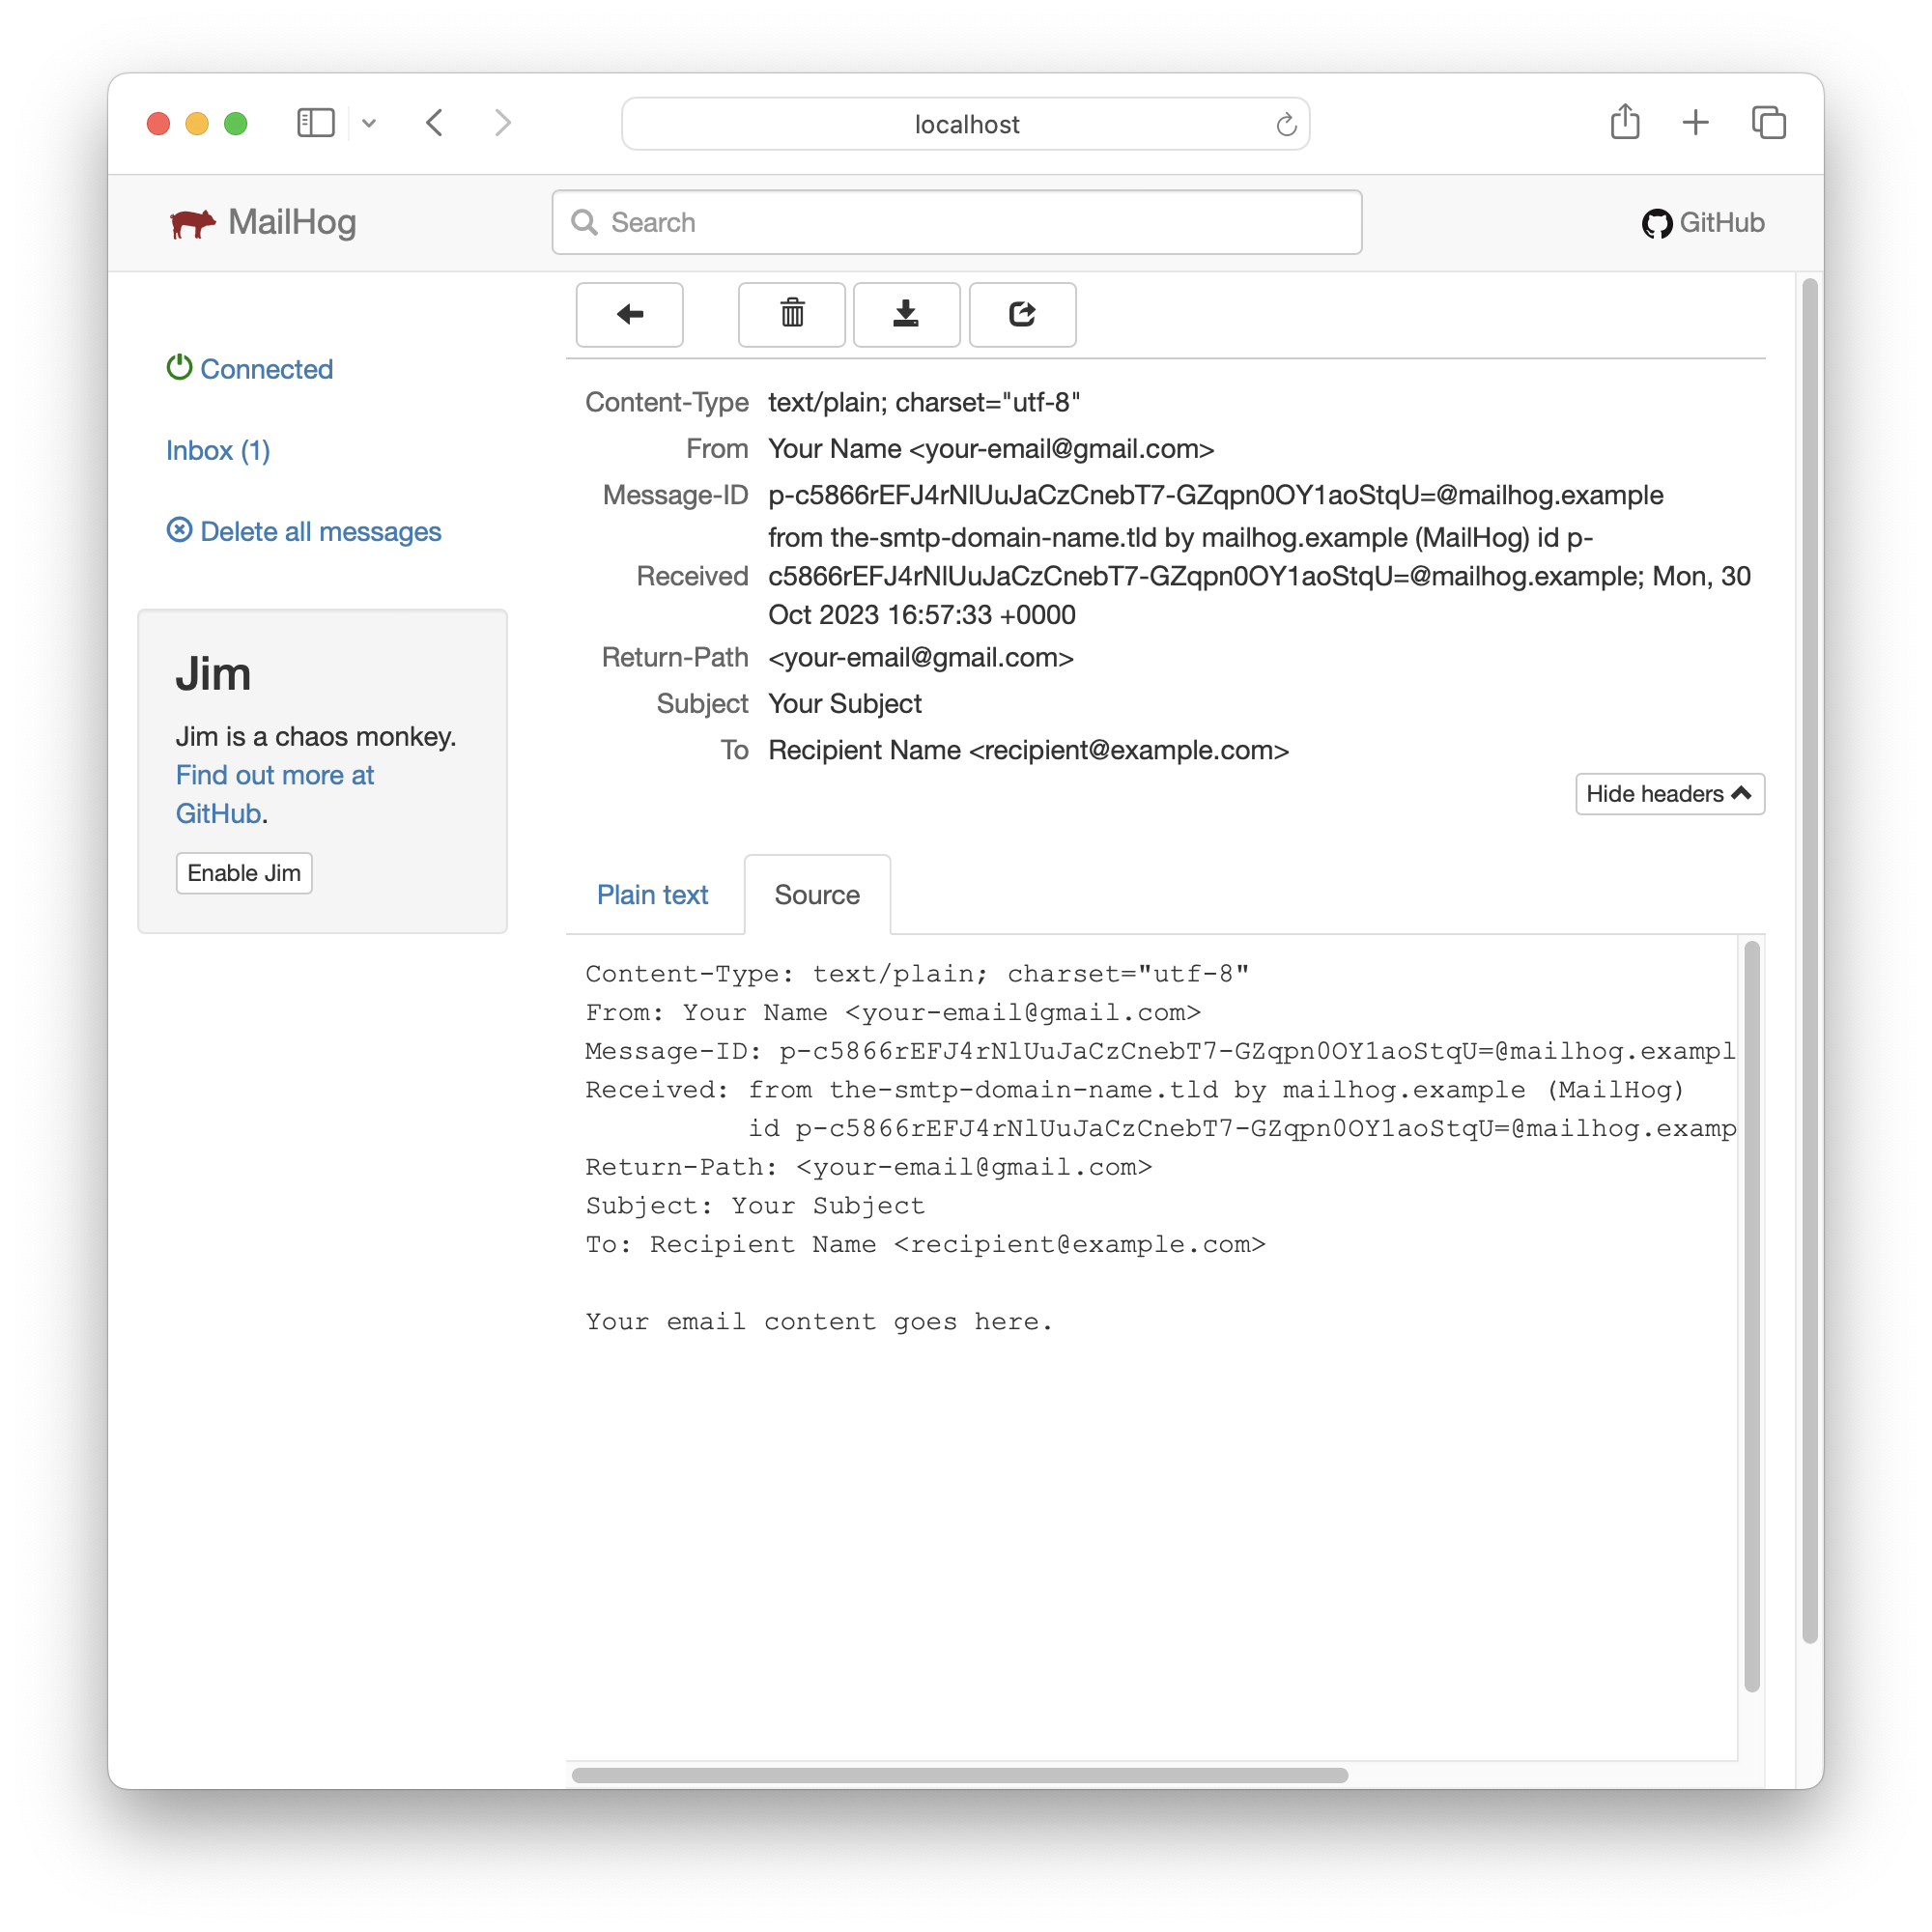 localhost
MailHog
Search
GitHub
Connected
Inbox (1)
Delete all messages
Jim
Jim is a chaos monkey.
Find out more at
GitHub.
Enable Jim
Content-Type text/plain; charset="utf-8"
From Your Name <your-email@gmail.com>
Message-ID p-c5866rEFJ4rNlUuJaCzCnebT7-GZqpn0OY1aoStqU=@mailhog.example
from the-smtp-domain-name.tld by mailhog.example (MailHog) id p-
Received c5866rEFJ4rNlUuJaCzCnebT7-GZqpn0OY1aoStqU=@mailhog.example; Mon, 30
Oct 2023 16:57:33 +0000
Return-Path <your-email@gmail.com>
Subject Your Subject
To Recipient Name <recipient@example.com>
Hide headers
Plain text
Source
Content-Type: text/plain; charset="utf-8"
From: Your Name <your-email@gmail.com>
Message-ID: p-c5866rEFJ4rNlUuJaCzCnebT7-GZqpn0OY1aoStqU=@mailhog.exampl
Received: from the-smtp-domain-name.tld by mailhog.example (MailHog)
id p-c5866rEFJ4rNlUuJaCzCnebT7-GZqpn0OY1aoStqU=@mailhog.examp
Return-Path: <your-email@gmail.com>
Subject: Your Subject
To: Recipient Name <recipient@example.com>
Your email content goes here.